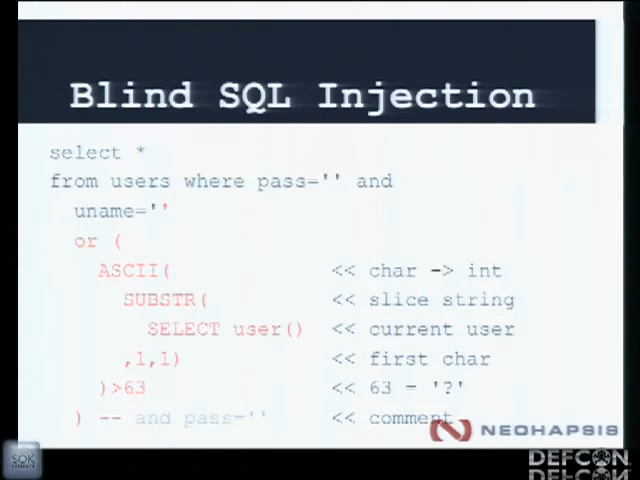 Blind SQL Injection
select *
from users where pass='' and
uname=''
or (
ASCII( << char -> int
SUBSTR( << slice string
SELECT user() << current user
,1,1) << first char
)>63 << 63 = '?'
) -- and pass='' << comment
NEOHAPSIS
SOK
DEFCON